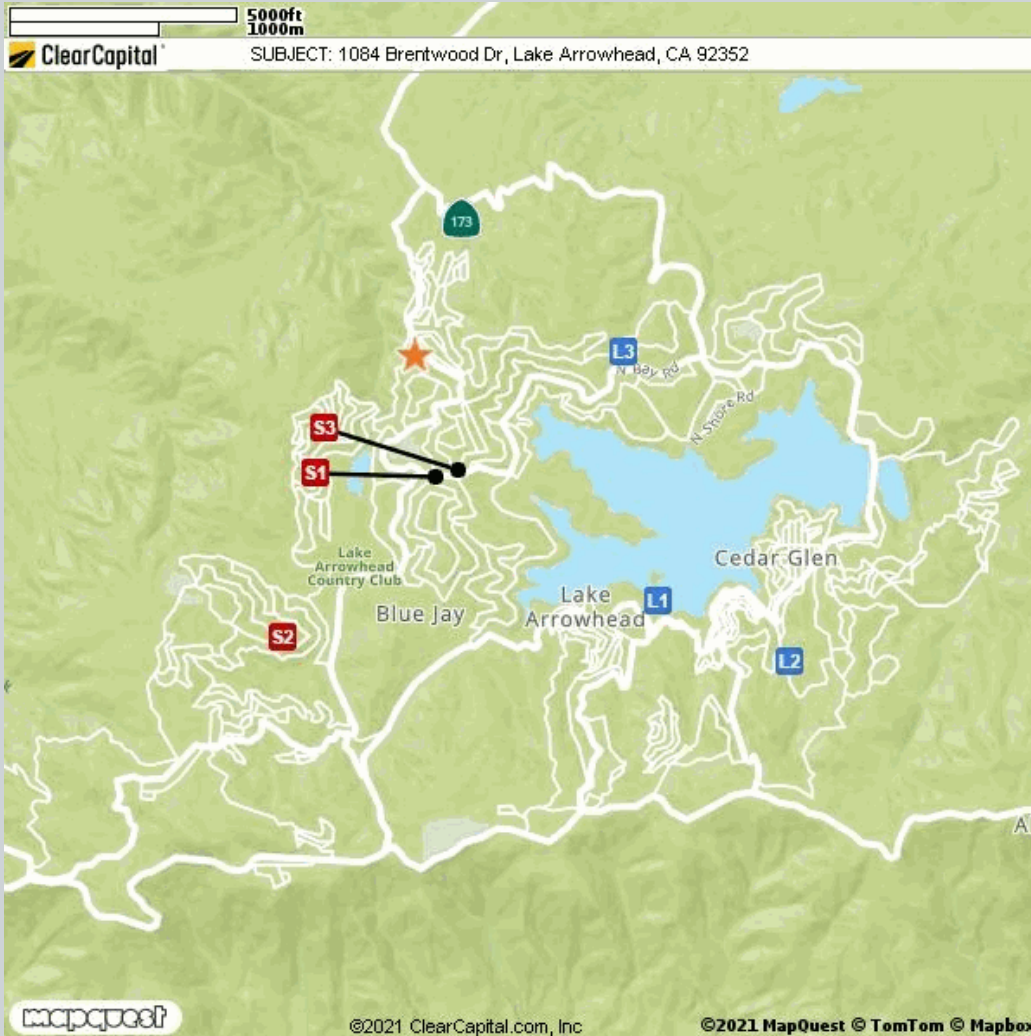 5000ft
1000m
ClearCapital SUBJECT: 1084 Brentwood Dr, Lake Arrowhead, CA 92352
173
L3
N Bay Rd
N Shore Rd
S3
S1
Lake
Arrowhead
Country Club
Cedar Glen
Blue Jay
Lake
Arrowhead
L1
S2
L2
A
mapquest
©2021 ClearCapital.com, Inc
©2021 MapQuest © TomTom © Mapbox